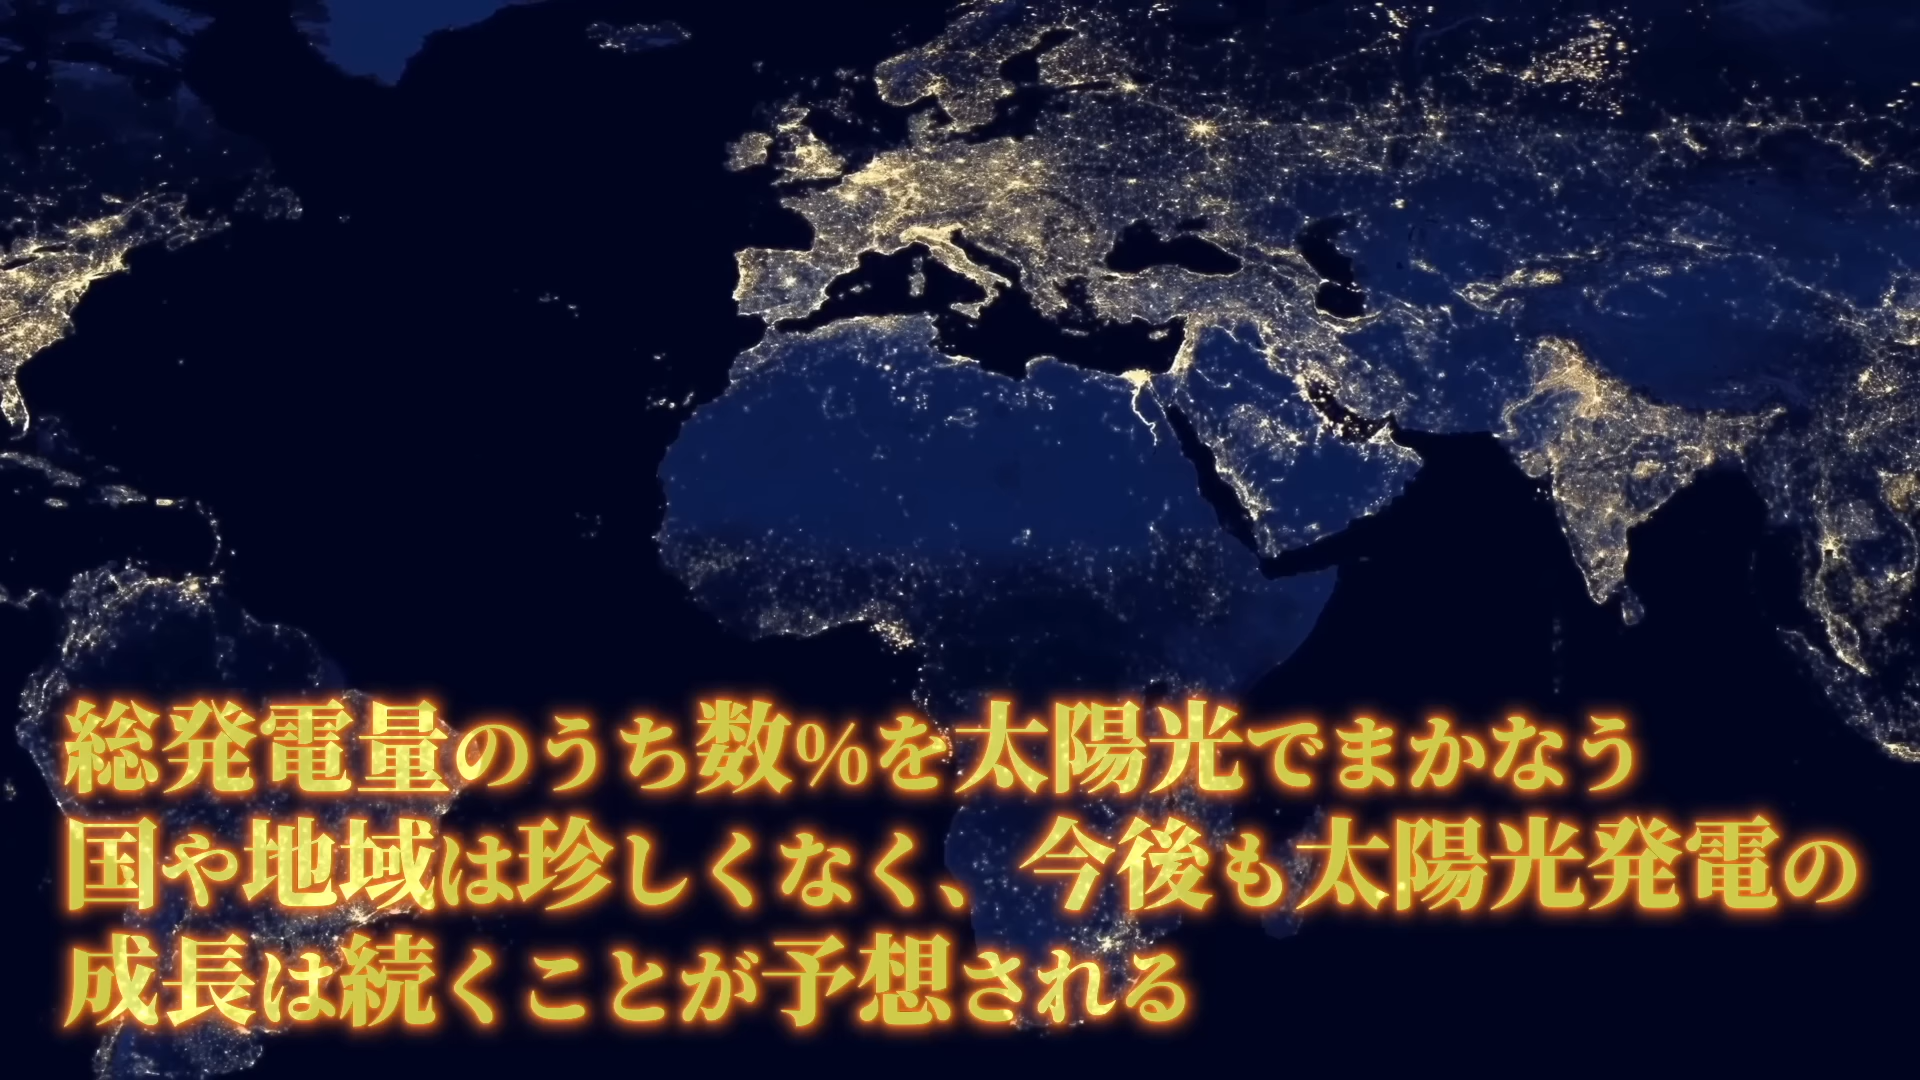 総発電量のうち数%を太陽光でまかなう
国や地域は珍しくなく、今後も太陽光発電の
成長は続くことが予想される